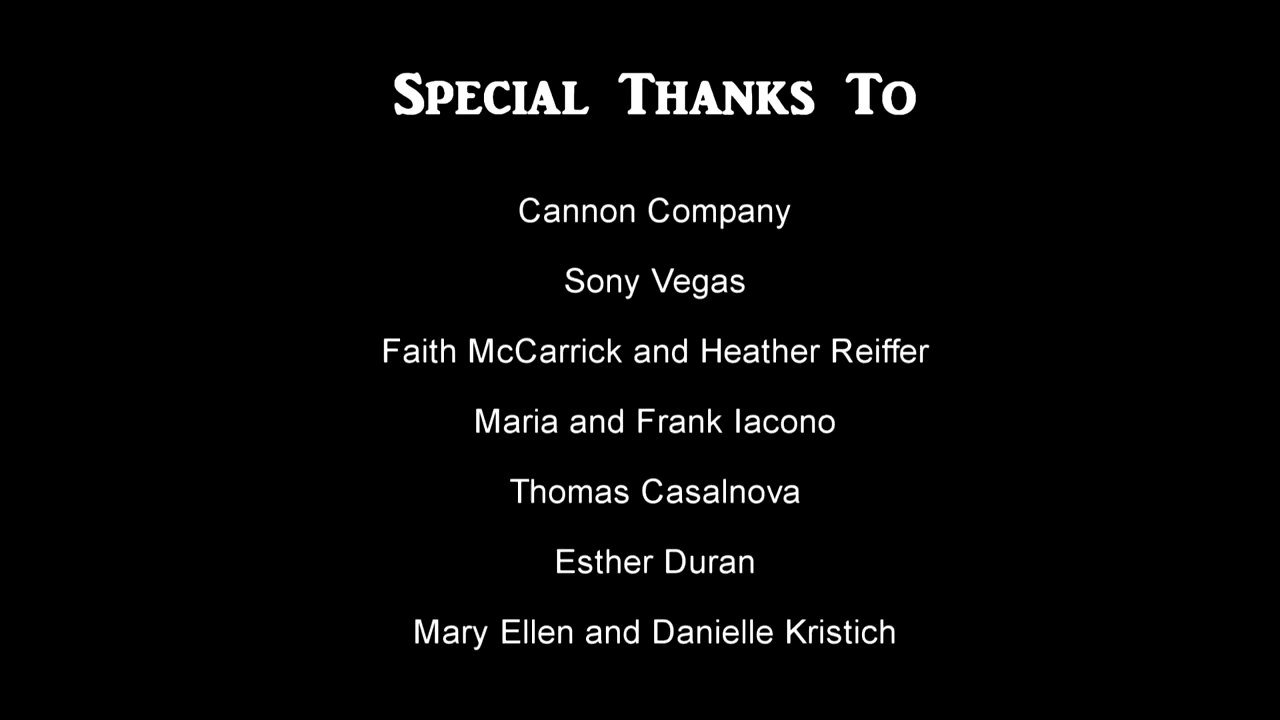 Special Thanks To
Cannon Company
Sony Vegas
Faith McCarrick and Heather Reiffer
Maria and Frank Iacono
Thomas Casalnova
Esther Duran
Mary Ellen and Danielle Kristich